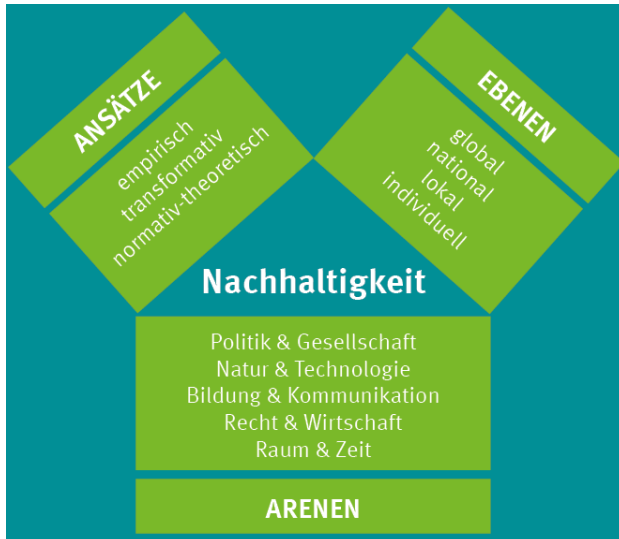 ANSÄTZE
empirisch
transformativ
normativ-theoretisch
EBENEN
global
national
lokal
individuell
Nachhaltigkeit
Politik & Gesellschaft
Natur & Technologie
Bildung & Kommunikation
Recht & Wirtschaft
Raum & Zeit
ARENEN